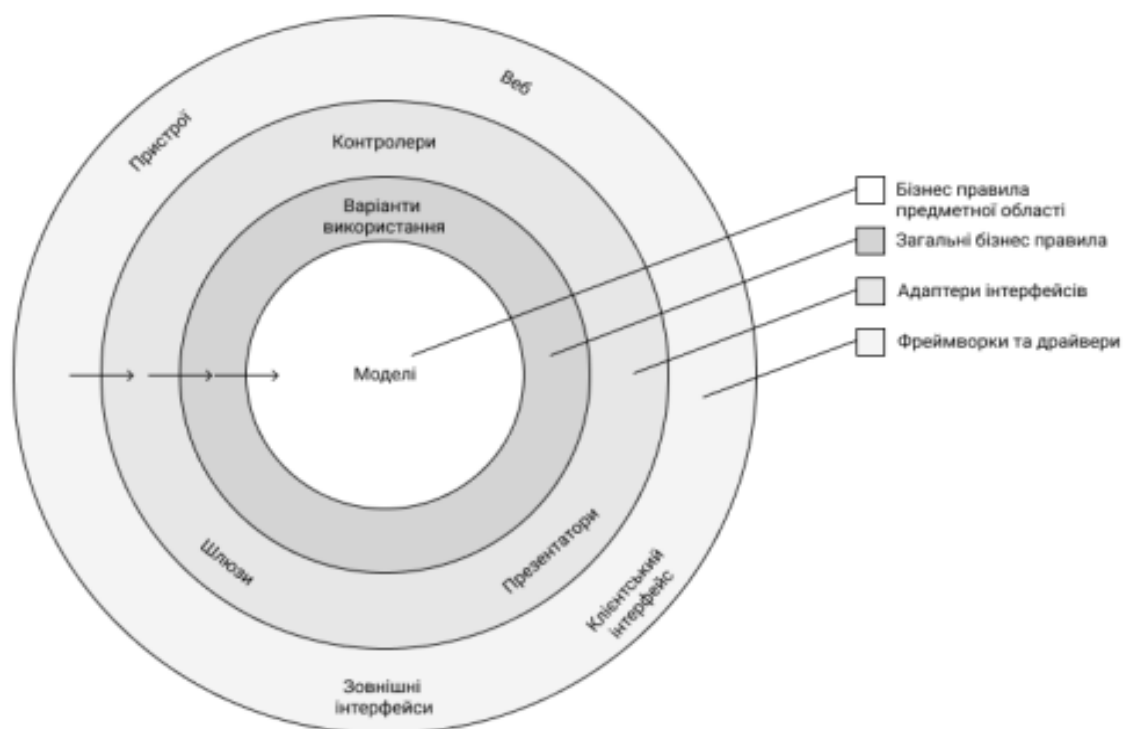 Веб
Пристрої
Контролери
Варіанти
використання
Моделі
Шлюзи
Презентатори
Клієнтський
інтерфейс
Зовнішні
інтерфейси
Бізнес правила
предметної області
Загальні бізнес правила
Адаптери інтерфейсів
Фреймворки та драйвери